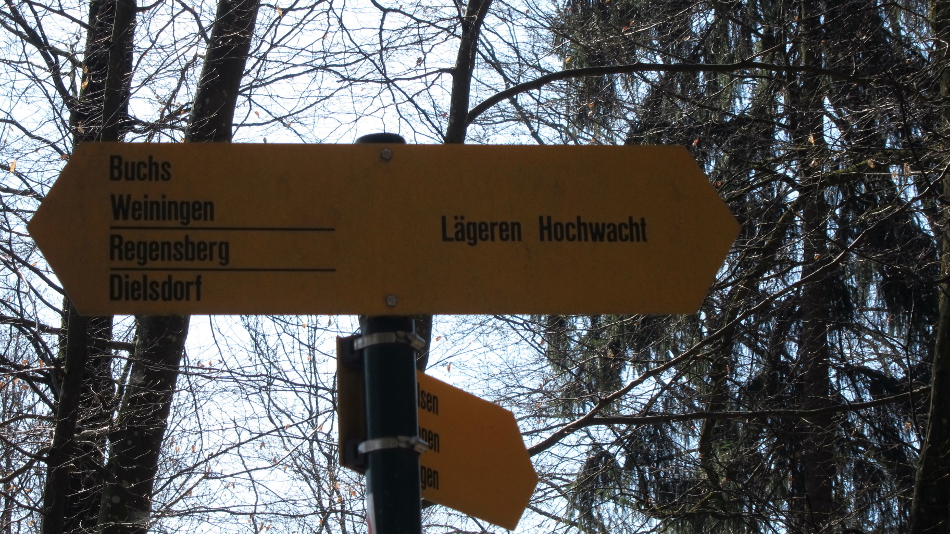 Buchs
Weiningen
Regensberg
Dielsdorf
Lägeren Hochwacht